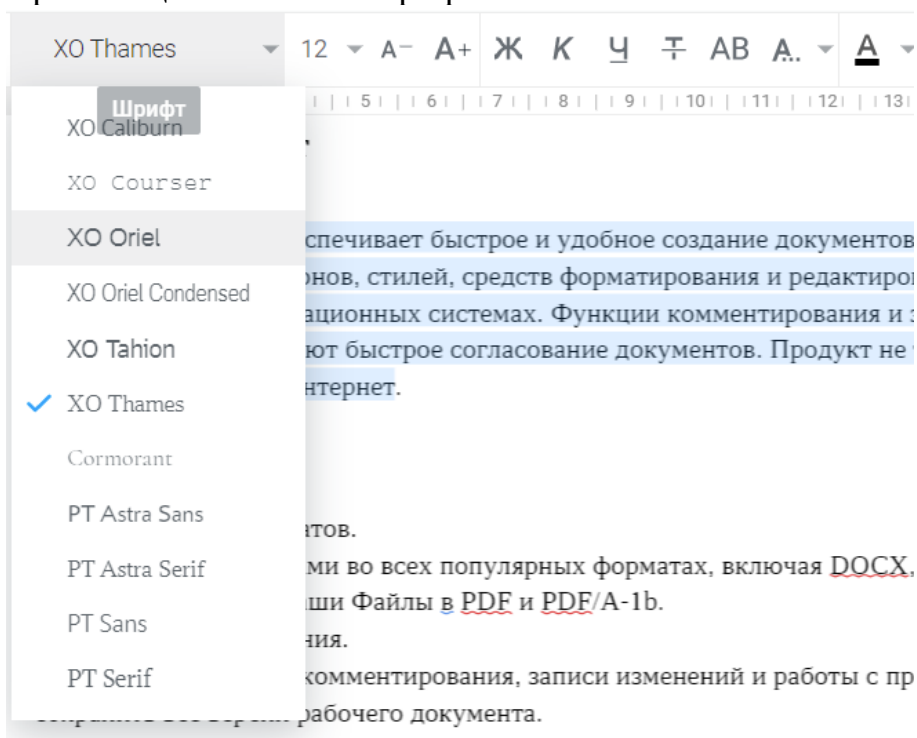 XO Thames 12 A− A+ Ж К Ч Т АВ А.. А
Шрифт
5 6 7 8 9 10 11 12 13
XO Caliburn
XO Courser
XO Oriel
спечивает быстрое и удобное создание документов
нов, стилей, средств форматирования и
XO Oriel Condensed
ационных системах. Функции комментирования и
XO Tahion
ют быстрое согласование документов. Продукт не
XO Thames
нтернет.
Cormorant
PT Astra Sans
атов.
PT Astra Serif
ми во всех популярных форматах, включая DOCX,
ши Файлы в PDF и PDF/A-1b.
PT Sans
ния.
PT Serif
комментирования, записи изменений и работы с пр
рабочего документа.